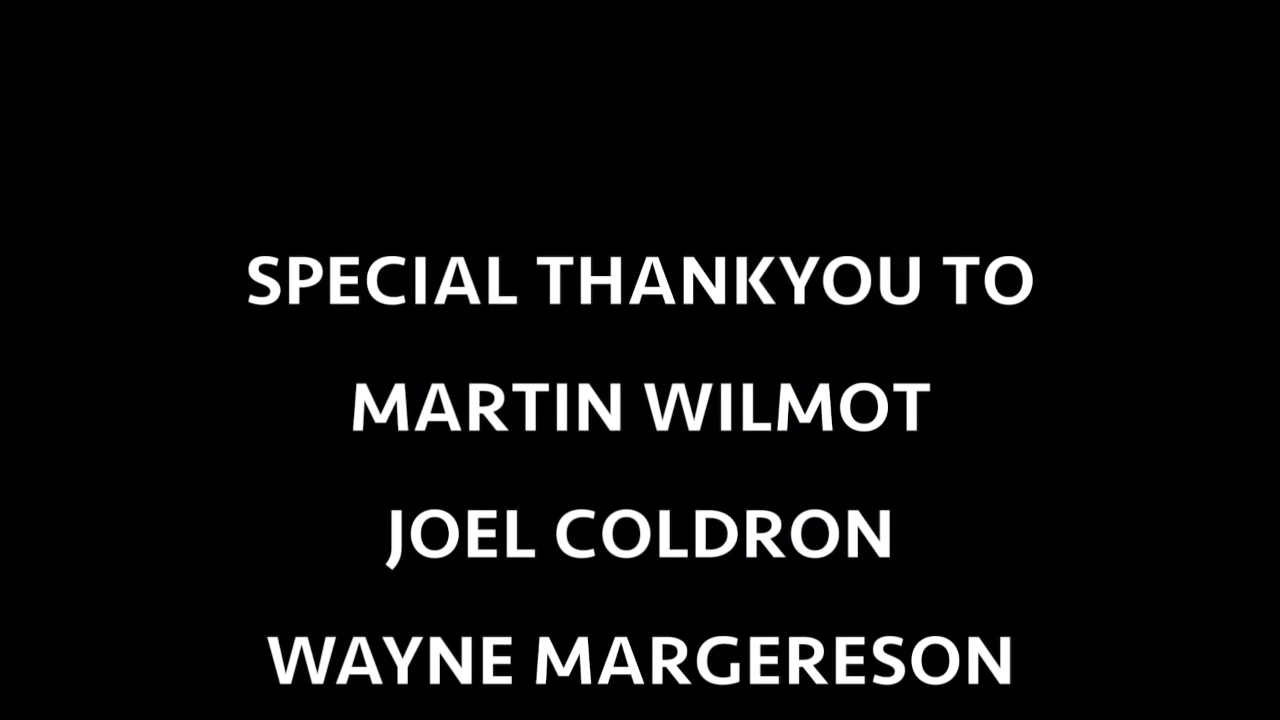 SPECIAL THANKYOU TO
MARTIN WILMOT
JOEL COLDRON
WAYNE MARGERESON